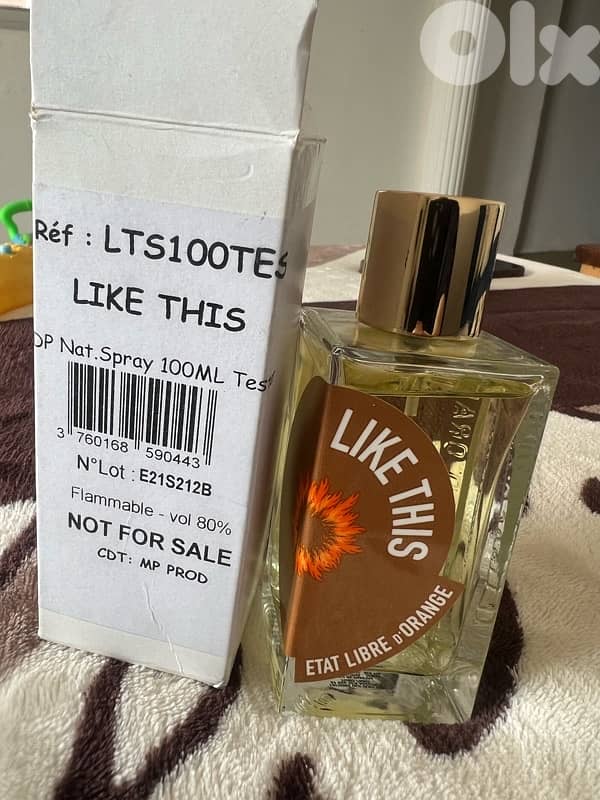 Olx
Réf : LTS100TES
LIKE THIS
DP Nat.Spray 100ML Test
3 760168 590443
N°Lot : E21S212B
Flammable - vol 80%
NOT FOR SALE
CDT: MP PROD
LIKE THIS
ETAT LIBRE D'ORANGE